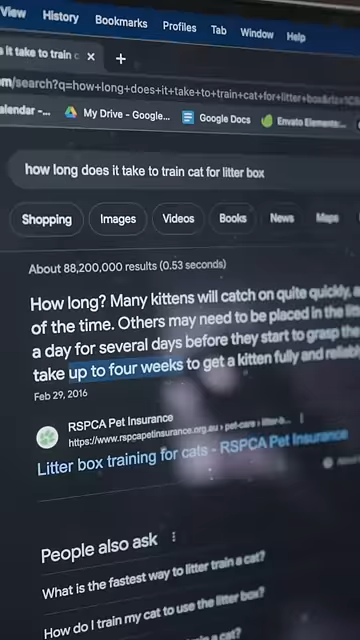 View History Bookmarks Profiles Tab Window Help
s it take to train c × +
m/search?q=how+long+does+it+take+to+train+cat+for+litter+box&rlz=1C
alendar -... My Drive - Google... Google Docs Envato Elements:...
how long does it take to train cat for litter box
Shopping Images Videos Books News Maps
About 88,200,000 results (0.53 seconds)
How long? Many kittens will catch on quite quickly, a
of the time. Others may need to be placed in the
a day for several days before they start to grasp the
take up to four weeks to get a kitten fully and
Feb 29, 2016
RSPCA Pet Insurance
https://www.rspcapetinsurance.org.au › pet-care › litter-b...
Litter box training for cats - RSPCA Pet Insurance
People also ask
What is the fastest way to litter train a cat?
How do I train my cat to use the litter box?
train a cat?